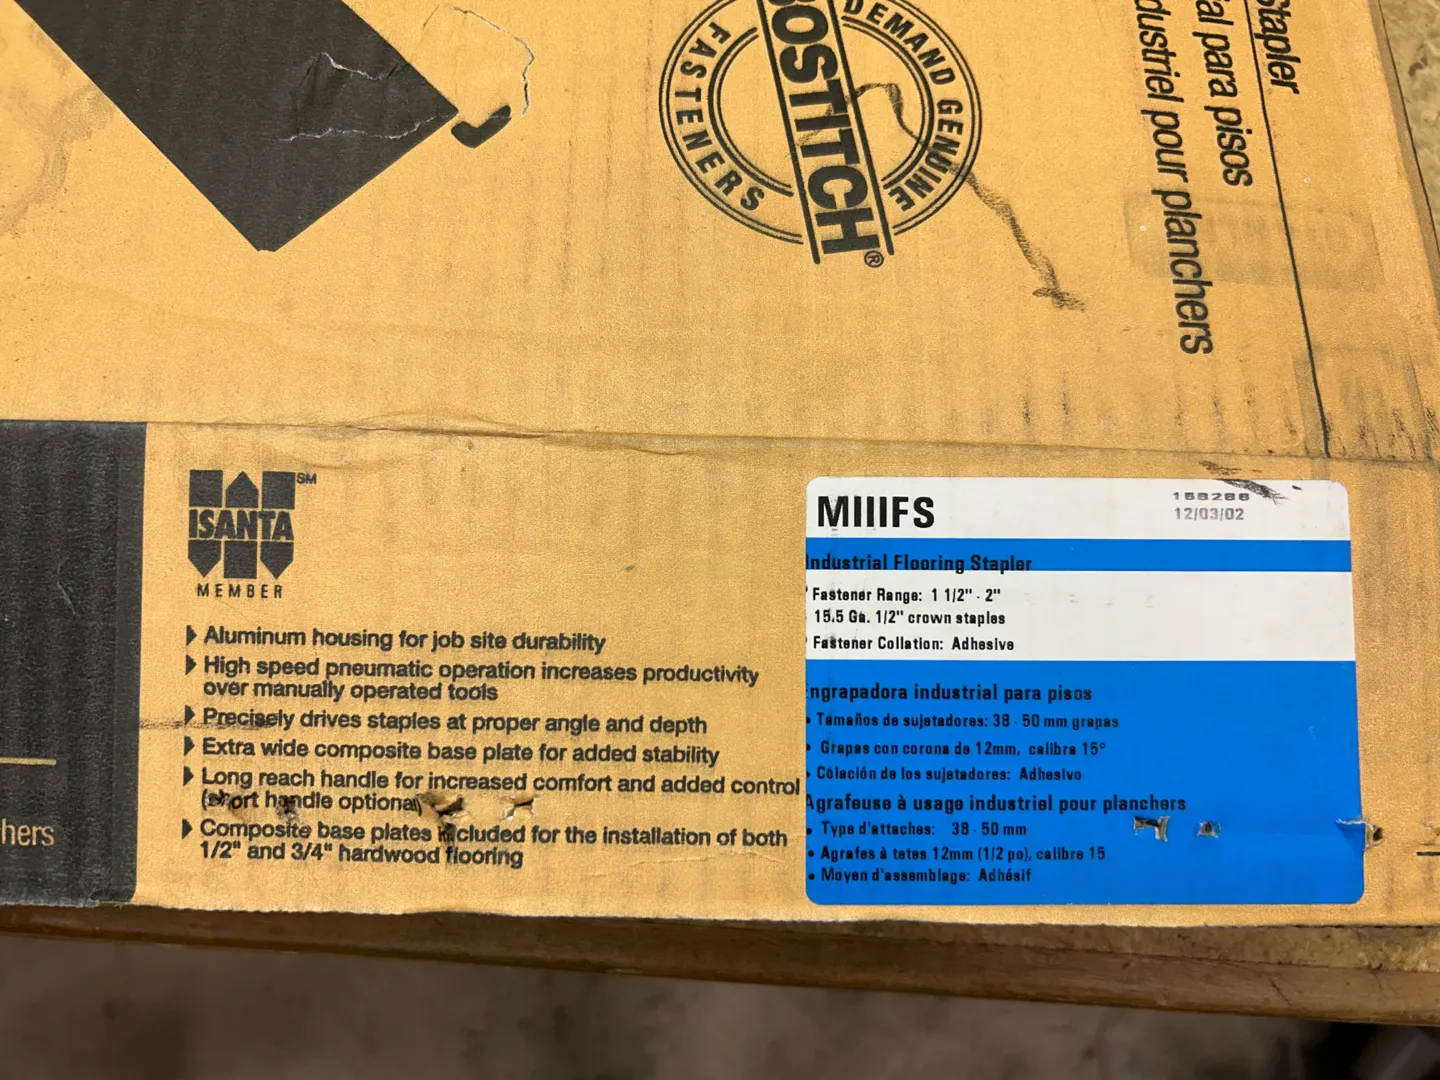 DEMAND GENUINE
BOSTITCH®
FASTENERS
Stapler
ial para pisos
dustriel pour planchers
SM
ISANTA
MEMBER
Aluminum housing for job site durability
High speed pneumatic operation increases productivity
over manually operated tools
Precisely drives staples at proper angle and depth
Extra wide composite base plate for added stability
Long reach handle for increased comfort and added control
(short handle optional)
Composite base plates included for the installation of both
1/2" and 3/4" hardwood flooring
hers
MIIIFS
12/03/02
Industrial Flooring Stapler
Fastener Range: 1 1/2" - 2"
15.5 Ga. 1/2" crown staples
Fastener Collation: Adhesive
ngrapadora industrial para pisos
• Tamaños de sujetadores: 38 - 50 mm grapas
• Grapas con corona de 12mm, calibre 15°
• Colación de los sujetadores: Adhesivo
Agrafeuse à usage industriel pour planchers
• Type d'attaches: 38 - 50 mm
• Agrafes à tetes 12mm (1/2 po), calibre 15
• Moyen d'assemblage: Adhésif